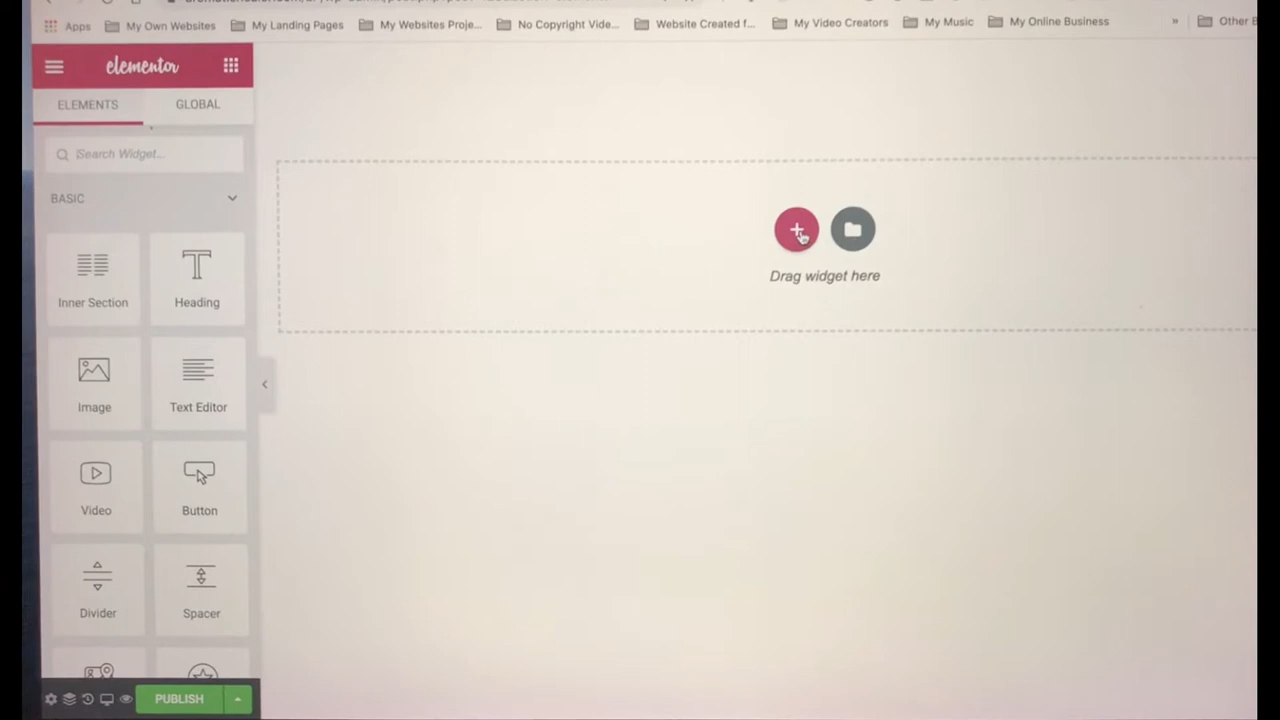 Apps My Own Websites My Landing Pages My Websites Proje... No Copyright Vide... Website Created f... My Video Creators My Music My Online Business » Other B
elementor
ELEMENTS GLOBAL
Search Widget...
BASIC
Inner Section Heading
Drag widget here
Image Text Editor
Video Button
Divider Spacer
PUBLISH